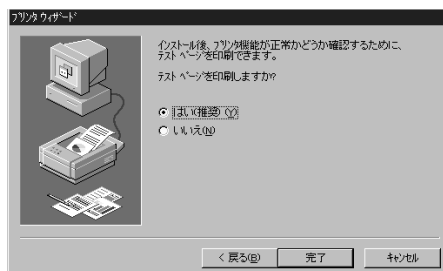 プリンタ ウィザード
インストール後、プリンタ機能が正常かどうか確認するために、
テスト ページを印刷できます。
テスト ページを印刷しますか?
はい(推奨) (Y)
いいえ(N)
< 戻る(B)
完了
キャンセル